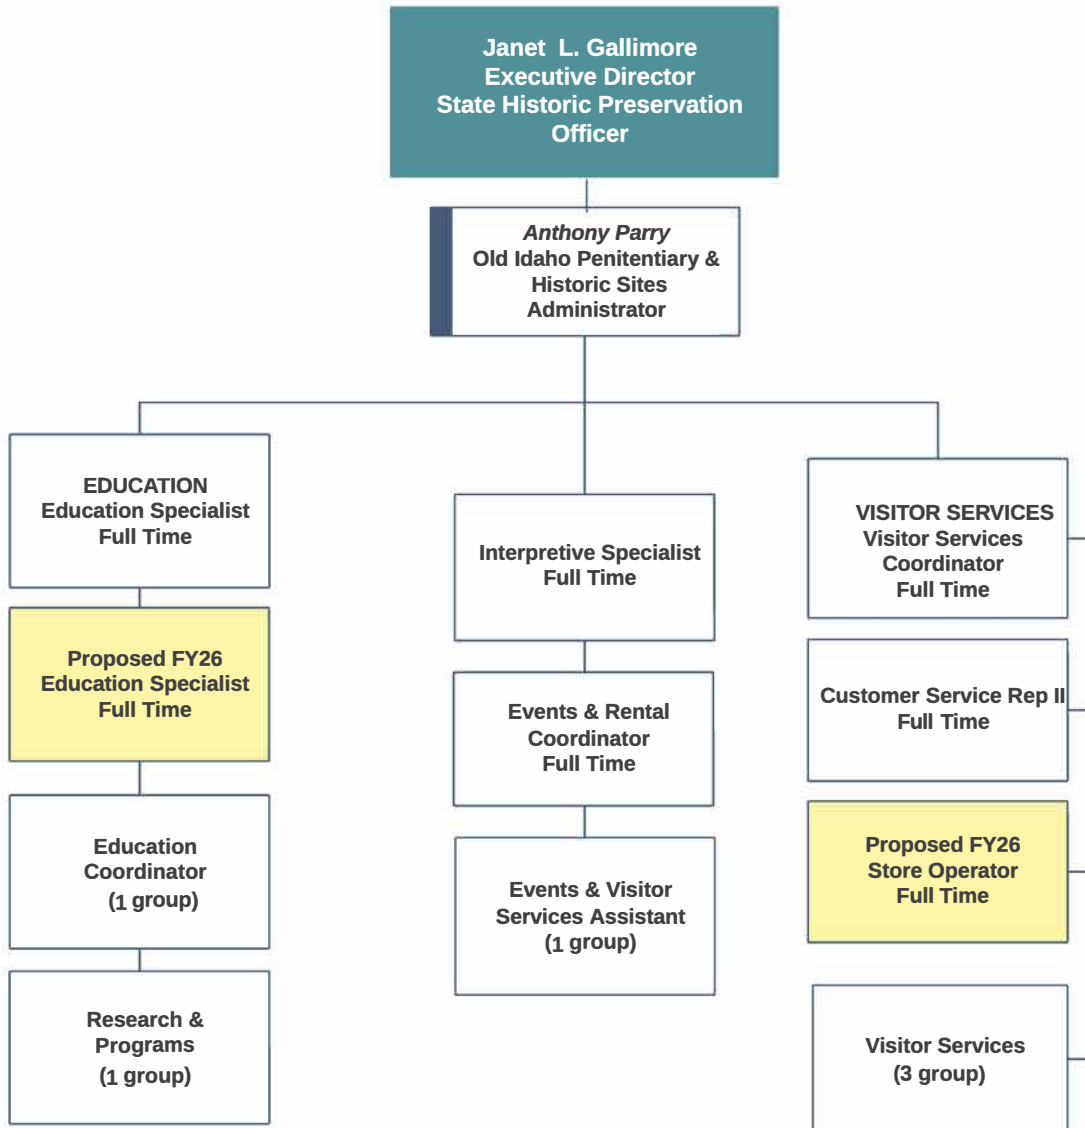 Janet L. Gallimore
Executive Director
State Historic Preservation
Officer
Anthony Parry
Old Idaho Penitentiary &
Historic Sites
Administrator
EDUCATION
Education Specialist
Full Time
Proposed FY26
Education Specialist
Full Time
Education
Coordinator
(1 group)
Research &
Programs
(1 group)
Interpretive Specialist
Full Time
Events & Rental
Coordinator
Full Time
Events & Visitor
Services Assistant
(1 group)
VISITOR SERVICES
Visitor Services
Coordinator
Full Time
Customer Service Rep II
Full Time
Proposed FY26
Store Operator
Full Time
Visitor Services
(3 group)